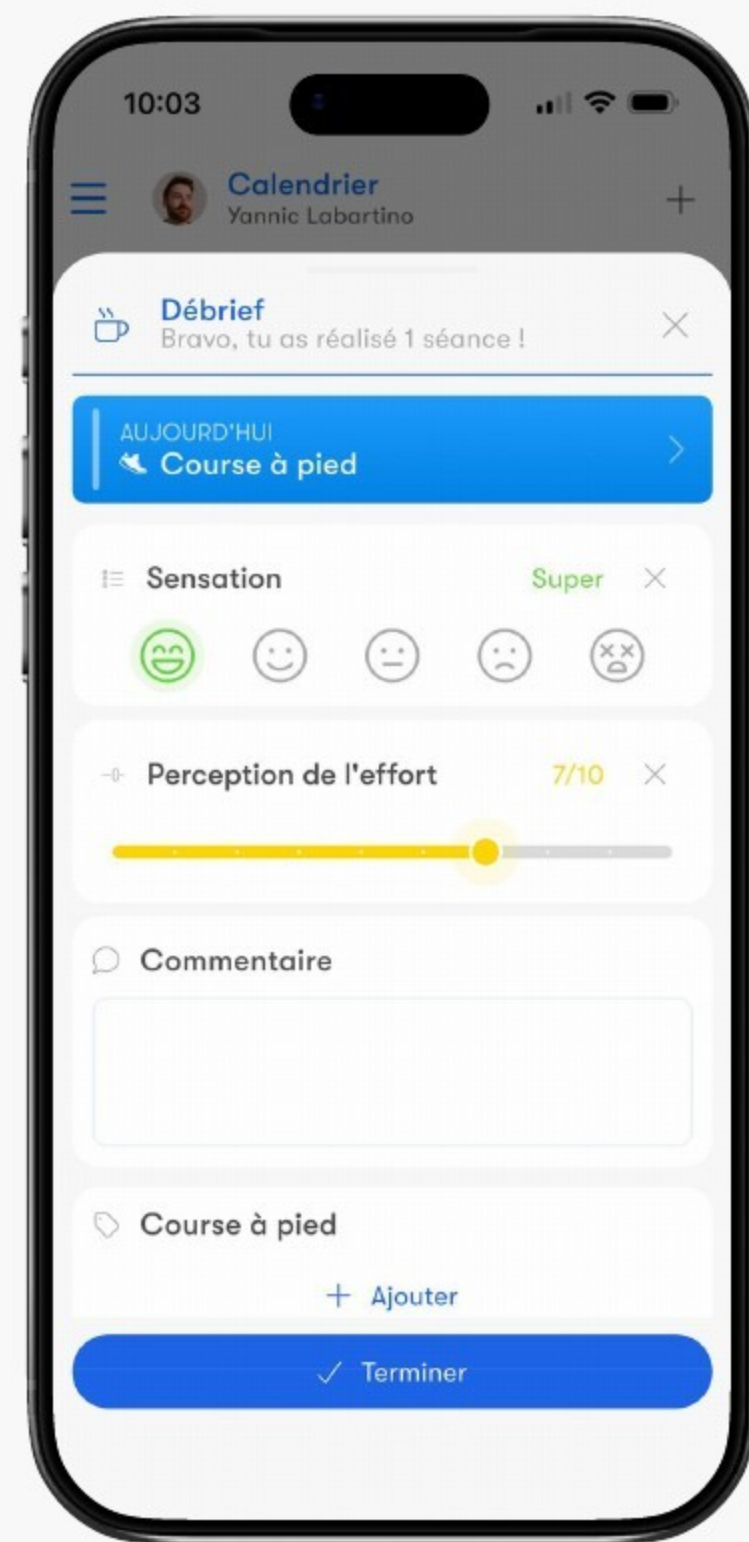 10:03
Calendrier
Yannic Labartino
Débrief
Bravo, tu as réalisé 1 séance !
AUJOURD'HUI
Course à pied
Sensation
Super
Perception de l'effort
7/10
Commentaire
Course à pied
+ Ajouter
Terminer